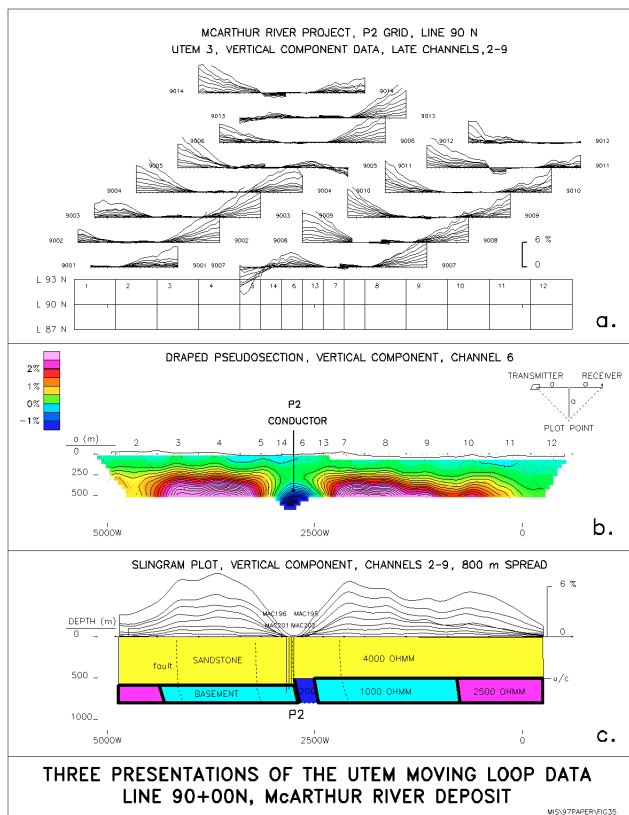 MCARTHUR RIVER PROJECT, P2 GRID, LINE 90 N
UTEM 3, VERTICAL COMPONENT DATA, LATE CHANNELS,2-9
9014 9014
9013 9013
9006 9006 9012 9012
9005 9005 9011 9011
9004 9004 9010 9010
9003 9003 9009 9009
9002 9002 9008 9008
9001 9001 9007 9007
6 %
0
L 93 N
1 2 3 4 5 14 6 13 7 8 9 10 11 12
L 90 N
L 87 N
a.
DRAPED PSEUDOSECTION, VERTICAL COMPONENT, CHANNEL 6
2%
1%
0%
-1%
TRANSMITTER RECEIVER
a a
a
PLOT POINT
P2
CONDUCTOR
a (m) 2 3 4 5 14 6 13 7 8 9 10 11 12
0
250
500
5000W 2500W 0
b.
SLINGRAM PLOT, VERTICAL COMPONENT, CHANNELS 2-9, 800 m SPREAD
6 %
0
MAC196 MAC195
MAC201 MAC202
DEPTH (m)
0
fault SANDSTONE 4000 OHMM
500
u/c
BASEMENT 200 1000 OHMM 2500 OHMM
1000
P2
5000W 2500W 0
c.
THREE PRESENTATIONS OF THE UTEM MOVING LOOP DATA
LINE 90+00N, McARTHUR RIVER DEPOSIT
MIS\97PAPER\FIG35